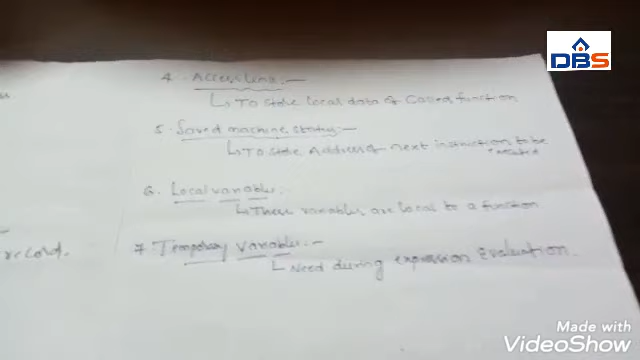 DBS
4. Access link :-
↳ To store local data of called function
5. Saved machine status :-
↳ To store Address of next instruction to be
executed
6. Local variables.
↳ These variables are local to a function
record.
7 Temporary variables :-
↳ Need during expression Evaluation.
Made with
VideoShow